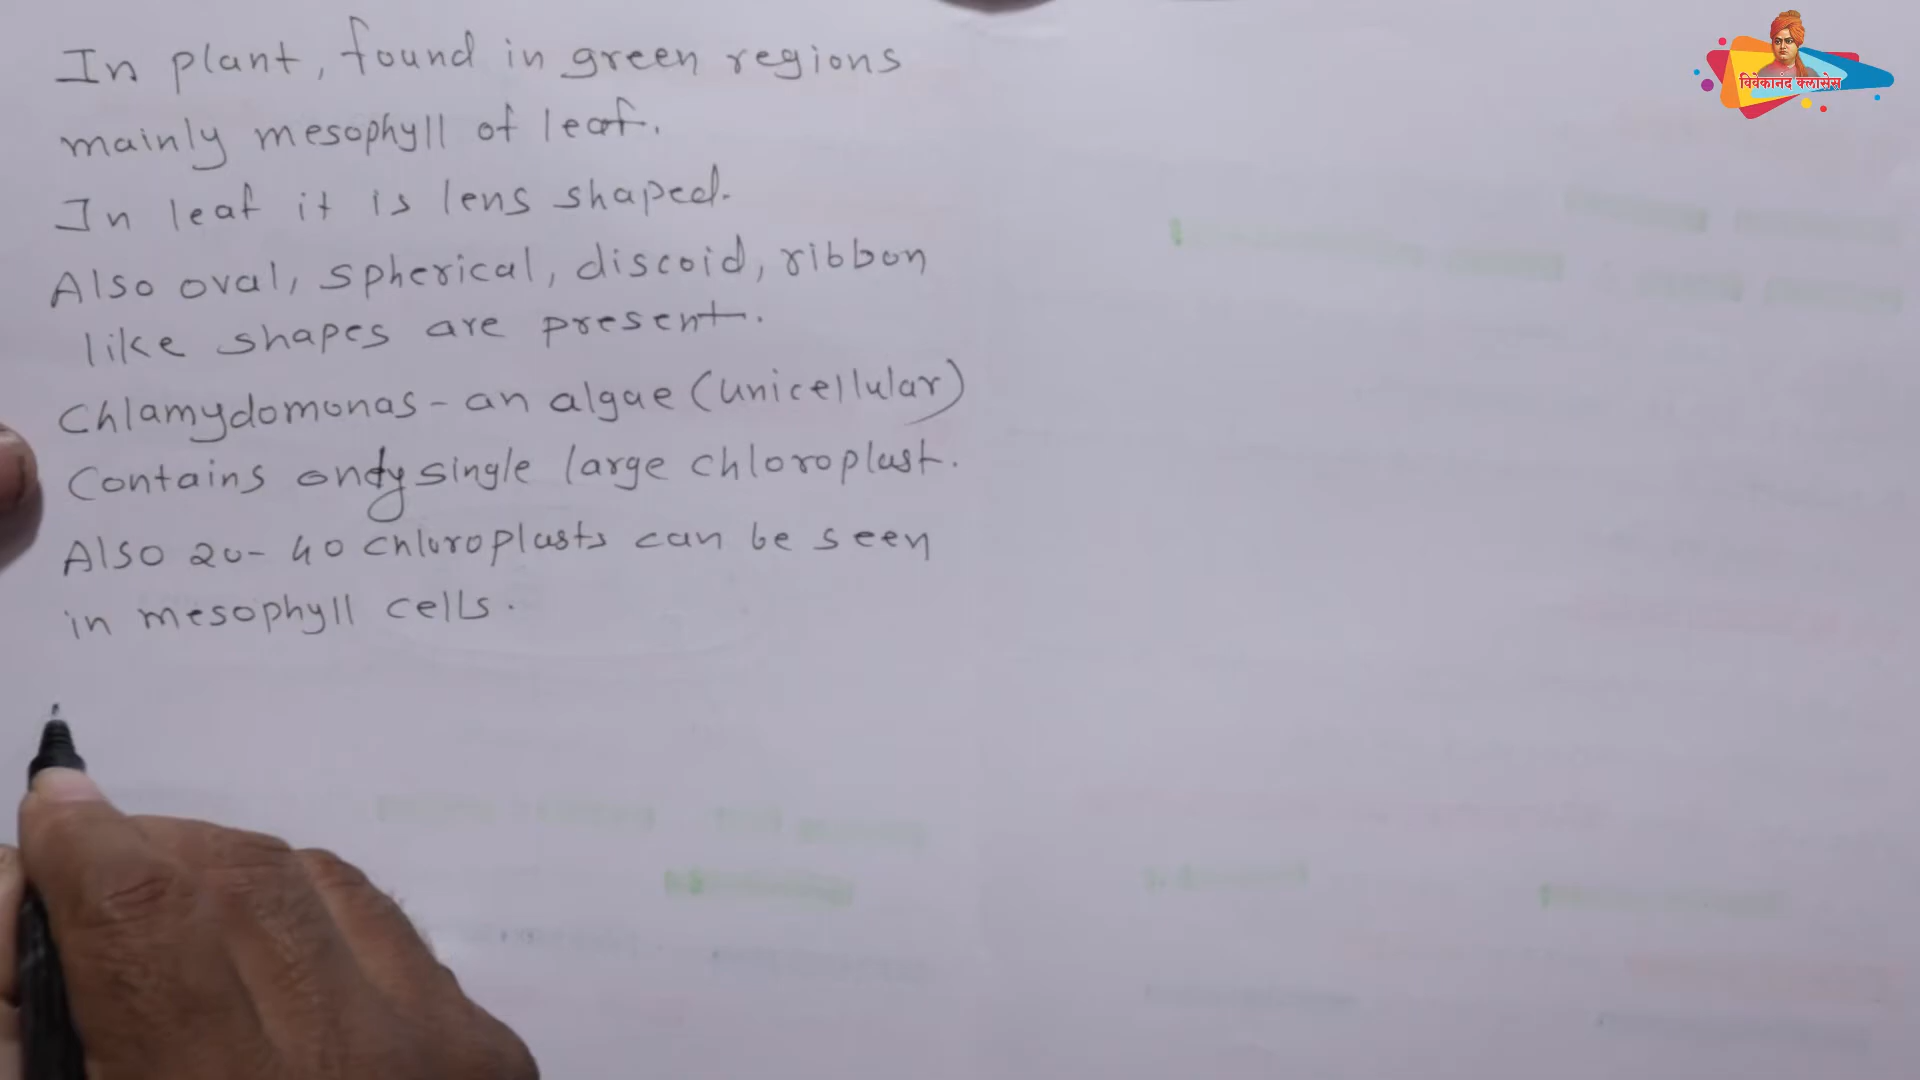 In plant, found in green regions
mainly mesophyll of leaf.
In leaf it is lens shaped.
Also oval, spherical, discoid, ribbon
like shapes are present.
Chlamydomonas - an algae (unicellular)
Contains only single large chloroplast.
Also 20-40 chloroplasts can be seen
in mesophyll cells.
विवेकानंद क्लासेस